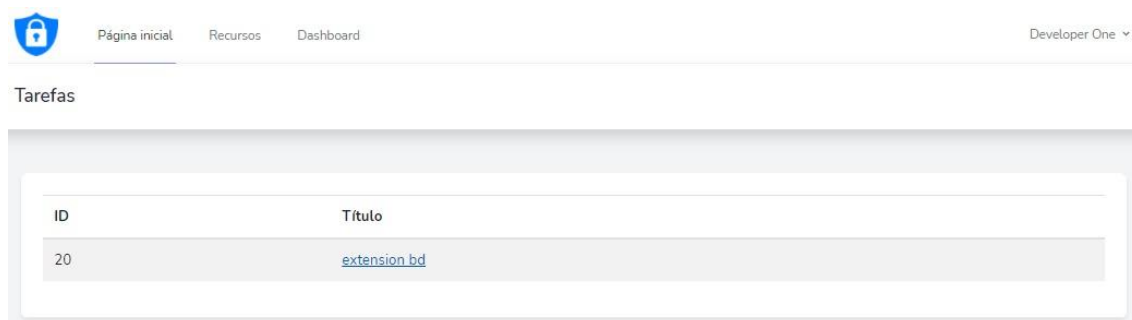 Página inicial Recursos Dashboard Developer One
Tarefas
ID Título
20 extension bd